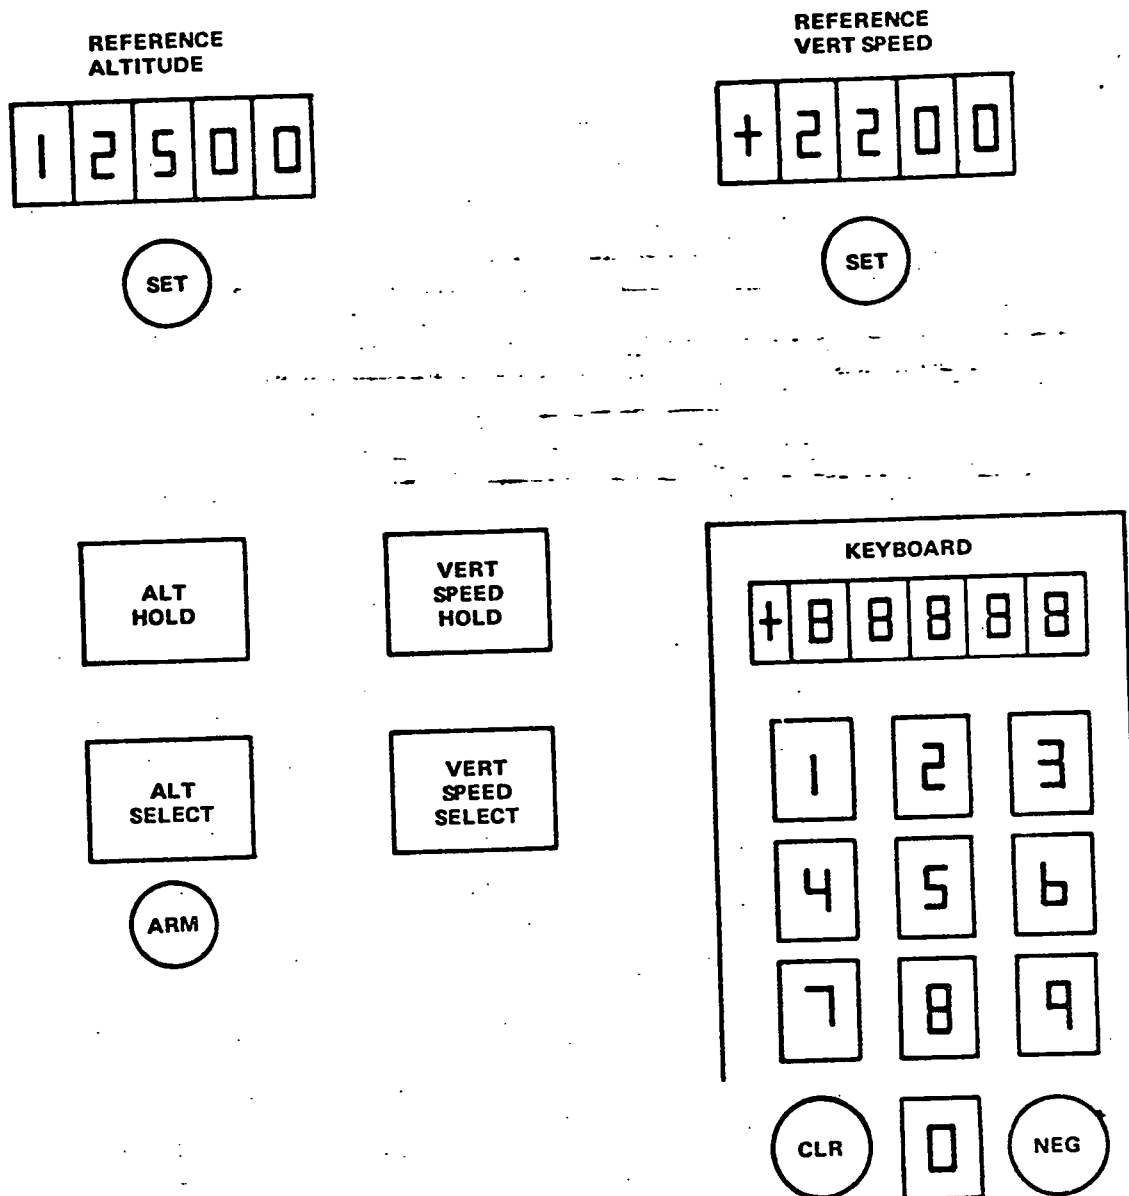 REFERENCE
ALTITUDE
12500
SET
REFERENCE
VERT SPEED
+2200
SET
ALT
HOLD
VERT
SPEED
HOLD
ALT
SELECT
VERT
SPEED
SELECT
ARM
KEYBOARD
+88888
1 2 3
4 5 6
7 8 9
CLR 0 NEG